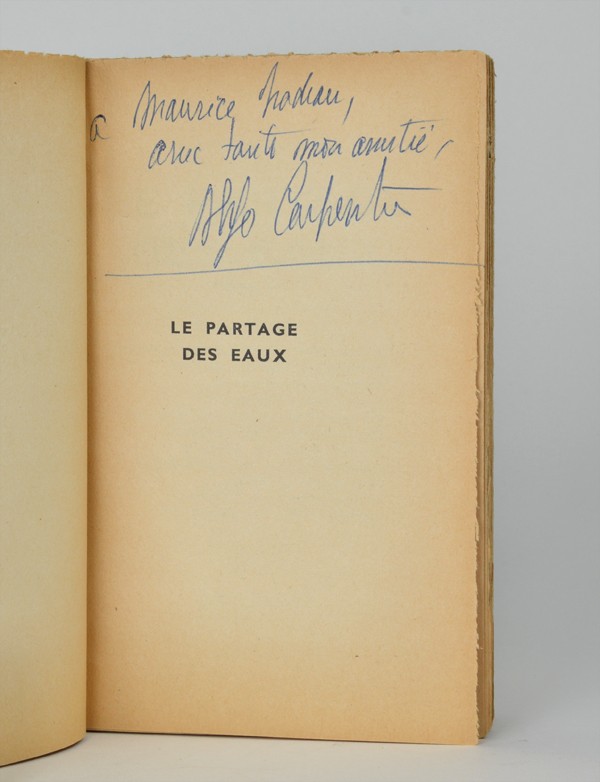 a Maurice Nadeau,
avec toute mon amitié,
Alejo Carpentier
LE PARTAGE
DES EAUX